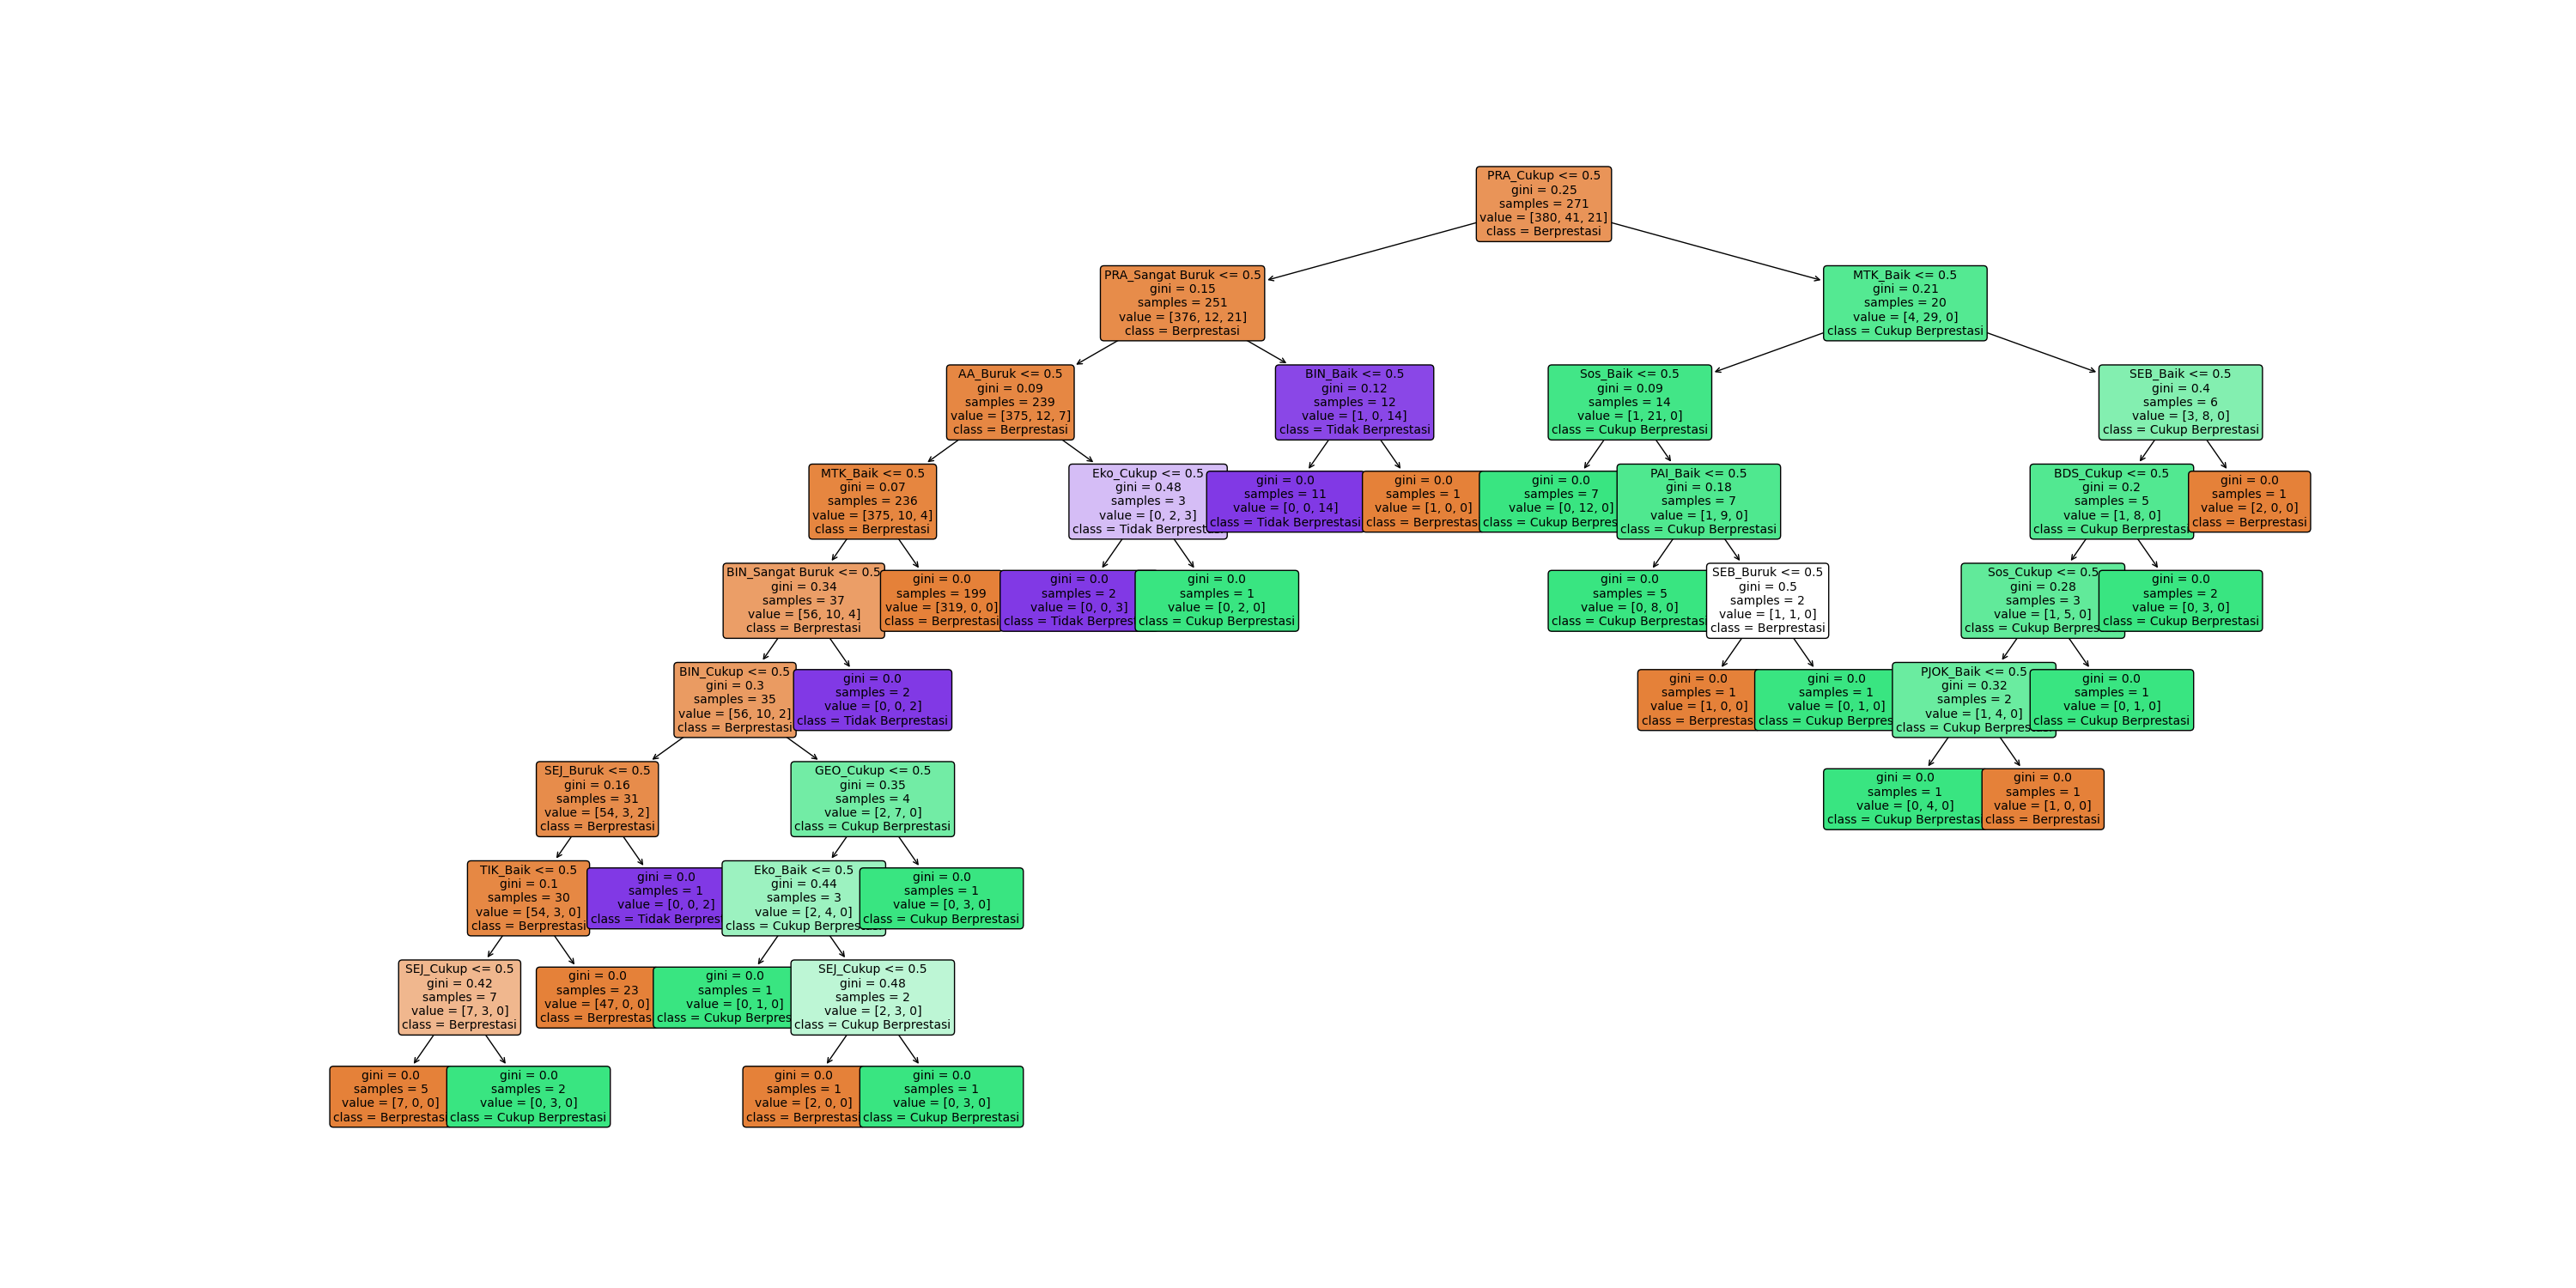 PRA_Cukup <= 0.5
gini = 0.25
samples = 271
value = [380, 41, 21]
class = Berprestasi
PRA_Sangat Buruk <= 0.5
gini = 0.15
samples = 251
value = [376, 12, 21]
class = Berprestasi
MTK_Baik <= 0.5
gini = 0.21
samples = 20
value = [4, 29, 0]
class = Cukup Berprestasi
AA_Buruk <= 0.5
gini = 0.09
samples = 239
value = [375, 12, 7]
class = Berprestasi
BIN_Baik <= 0.5
gini = 0.12
samples = 12
value = [1, 0, 14]
class = Tidak Berprestasi
Sos_Baik <= 0.5
gini = 0.09
samples = 14
value = [1, 21, 0]
class = Cukup Berprestasi
SEB_Baik <= 0.5
gini = 0.4
samples = 6
value = [3, 8, 0]
class = Cukup Berprestasi
MTK_Baik <= 0.5
gini = 0.07
samples = 236
value = [375, 10, 4]
class = Berprestasi
Eko_Cukup <= 0.5
gini = 0.48
samples = 3
value = [0, 2, 3]
class = Tidak Berprest
gini = 0.0
samples = 11
value = [0, 0, 14]
class = Tidak Berprestasi
gini = 0.0
samples = 1
value = [1, 0, 0]
class = Berprestas
gini = 0.0
samples = 7
value = [0, 12, 0]
class = Cukup Berpres
PAI_Baik <= 0.5
gini = 0.18
samples = 7
value = [1, 9, 0]
class = Cukup Berprestasi
BDS_Cukup <= 0.5
gini = 0.2
samples = 5
value = [1, 8, 0]
class = Cukup Berprestasi
gini = 0.0
samples = 1
value = [2, 0, 0]
class = Berprestasi
BIN_Sangat Buruk <= 0.5
gini = 0.34
samples = 37
value = [56, 10, 4]
class = Berprestasi
gini = 0.0
samples = 199
value = [319, 0, 0]
class = Berprestasi
gini = 0.0
samples = 2
value = [0, 0, 3]
class = Tidak Berpres
gini = 0.0
samples = 1
value = [0, 2, 0]
class = Cukup Berprestasi
gini = 0.0
samples = 5
value = [0, 8, 0]
class = Cukup Berprestasi
SEB_Buruk <= 0.5
gini = 0.5
samples = 2
value = [1, 1, 0]
class = Berprestasi
Sos_Cukup <= 0.5
gini = 0.28
samples = 3
value = [1, 5, 0]
class = Cukup Berpres
gini = 0.0
samples = 2
value = [0, 3, 0]
class = Cukup Berprestasi
BIN_Cukup <= 0.5
gini = 0.3
samples = 35
value = [56, 10, 2]
class = Berprestasi
gini = 0.0
samples = 2
value = [0, 0, 2]
class = Tidak Berprestasi
gini = 0.0
samples = 1
value = [1, 0, 0]
class = Berprestas
gini = 0.0
samples = 1
value = [0, 1, 0]
class = Cukup Berpres
PJOK_Baik <= 0.5
gini = 0.32
samples = 2
value = [1, 4, 0]
class = Cukup Berpres
gini = 0.0
samples = 1
value = [0, 1, 0]
class = Cukup Berprestasi
SEJ_Buruk <= 0.5
gini = 0.16
samples = 31
value = [54, 3, 2]
class = Berprestasi
GEO_Cukup <= 0.5
gini = 0.35
samples = 4
value = [2, 7, 0]
class = Cukup Berprestasi
gini = 0.0
samples = 1
value = [0, 4, 0]
class = Cukup Berprestas
gini = 0.0
samples = 1
value = [1, 0, 0]
class = Berprestasi
TIK_Baik <= 0.5
gini = 0.1
samples = 30
value = [54, 3, 0]
class = Berprestasi
gini = 0.0
samples = 1
value = [0, 0, 2]
class = Tidak Berprest
Eko_Baik <= 0.5
gini = 0.44
samples = 3
value = [2, 4, 0]
class = Cukup Berpres
gini = 0.0
samples = 1
value = [0, 3, 0]
class = Cukup Berprestasi
SEJ_Cukup <= 0.5
gini = 0.42
samples = 7
value = [7, 3, 0]
class = Berprestasi
gini = 0.0
samples = 23
value = [47, 0, 0]
class = Berprestas
gini = 0.0
samples = 1
value = [0, 1, 0]
class = Cukup Berpres
SEJ_Cukup <= 0.5
gini = 0.48
samples = 2
value = [2, 3, 0]
class = Cukup Berprestasi
gini = 0.0
samples = 5
value = [7, 0, 0]
class = Berprestasi
gini = 0.0
samples = 2
value = [0, 3, 0]
class = Cukup Berprestasi
gini = 0.0
samples = 1
value = [2, 0, 0]
class = Berprestas
gini = 0.0
samples = 1
value = [0, 3, 0]
class = Cukup Berprestasi